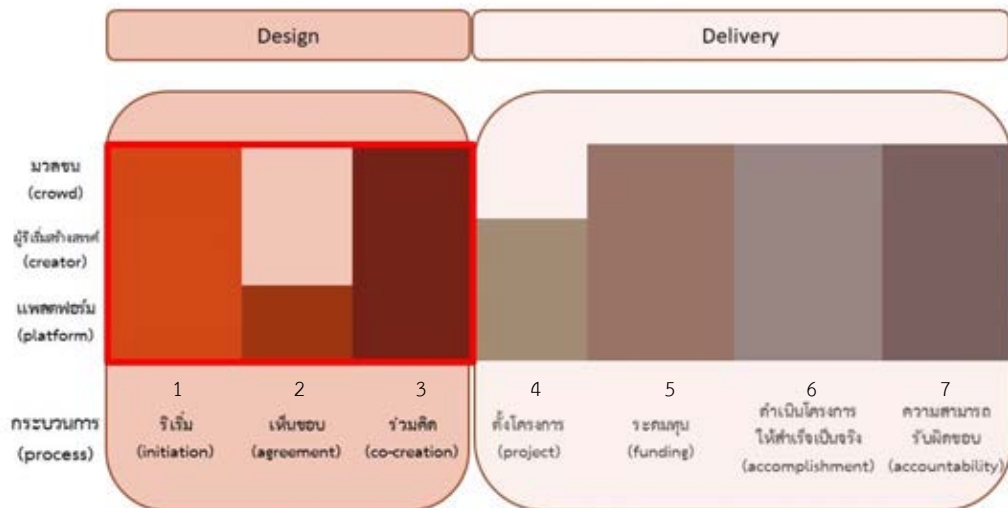 Design
Delivery
มวลชน
(crowd)
ผู้ริเริ่มสร้างสรรค์
(creator)
แพลตฟอร์ม
(platform)
1
2
3
4
5
6
7
กระบวนการ
(process)
ริเริ่ม
(initiation)
เห็นชอบ
(agreement)
ร่วมคิด
(co-creation)
ตั้งโครงการ
(project)
ระดมทุน
(funding)
ดำเนินโครงการ
ให้สำเร็จเป็นจริง
(accomplishment)
ความสามารถ
รับผิดชอบ
(accountability)